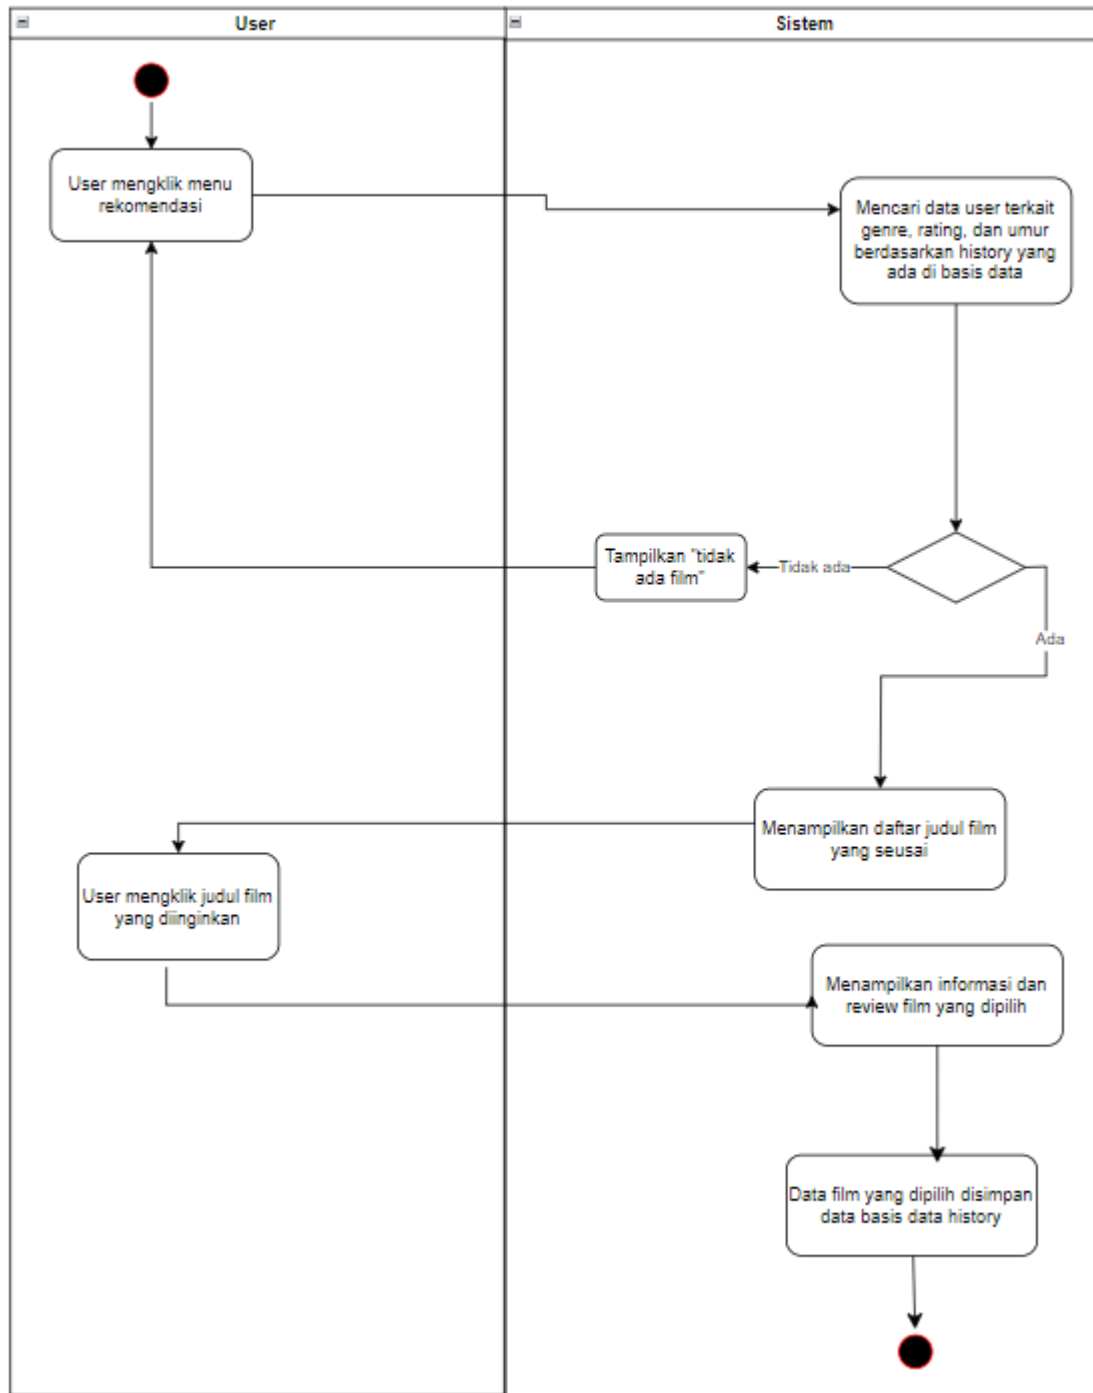 User
Sistem
User mengklik menu
rekomendasi
Mencari data user terkait
genre, rating, dan umur
berdasarkan history yang
ada di basis data
Tampilkan "tidak
ada film"
Tidak ada
Ada
Menampilkan daftar judul film
yang seusai
User mengklik judul film
yang diinginkan
Menampilkan informasi dan
review film yang dipilih
Data film yang dipilih disimpan
data basis data history